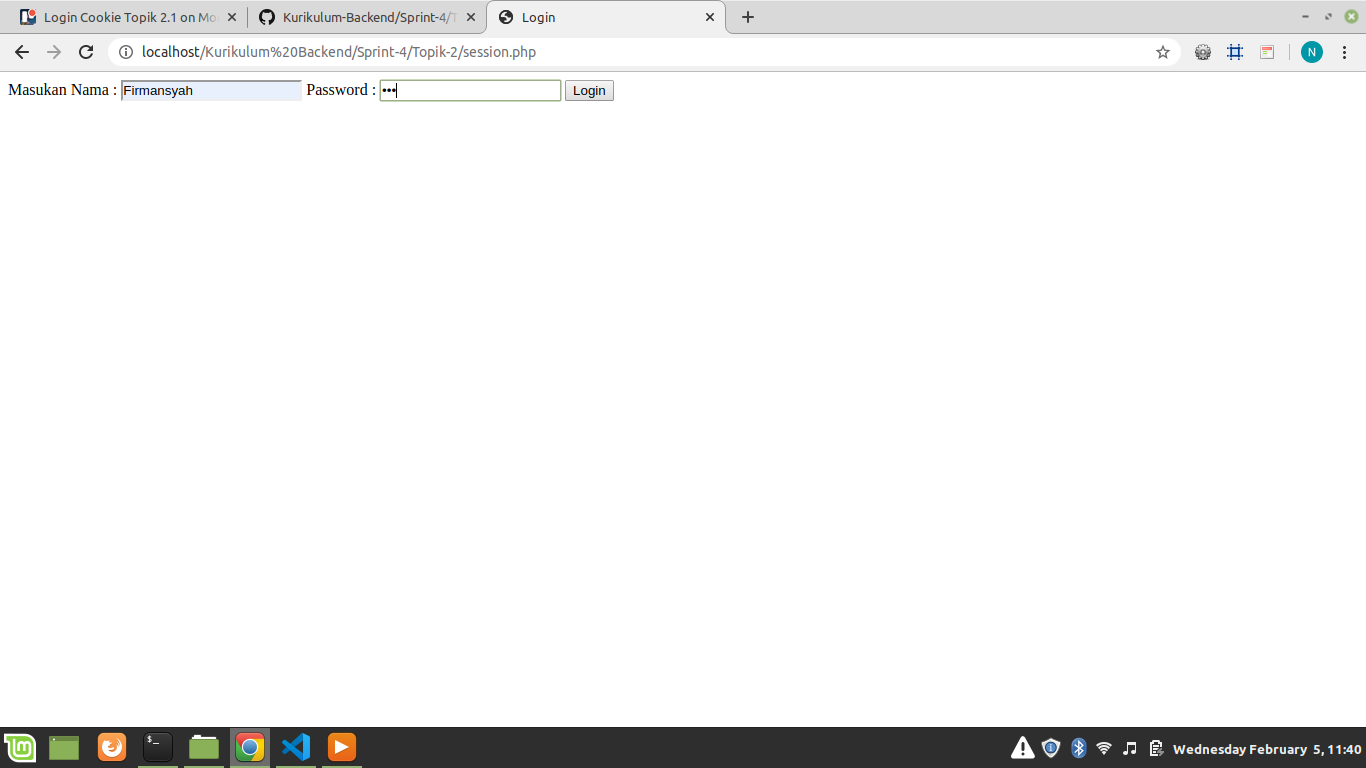 Login Cookie Topik 2.1 on Mo
Kurikulum-Backend/Sprint-4/T
Login
localhost/Kurikulum%20Backend/Sprint-4/Topik-2/session.php
N
Masukan Nama : Firmansyah Password : ••• Login
$_
Wednesday February 5, 11:40